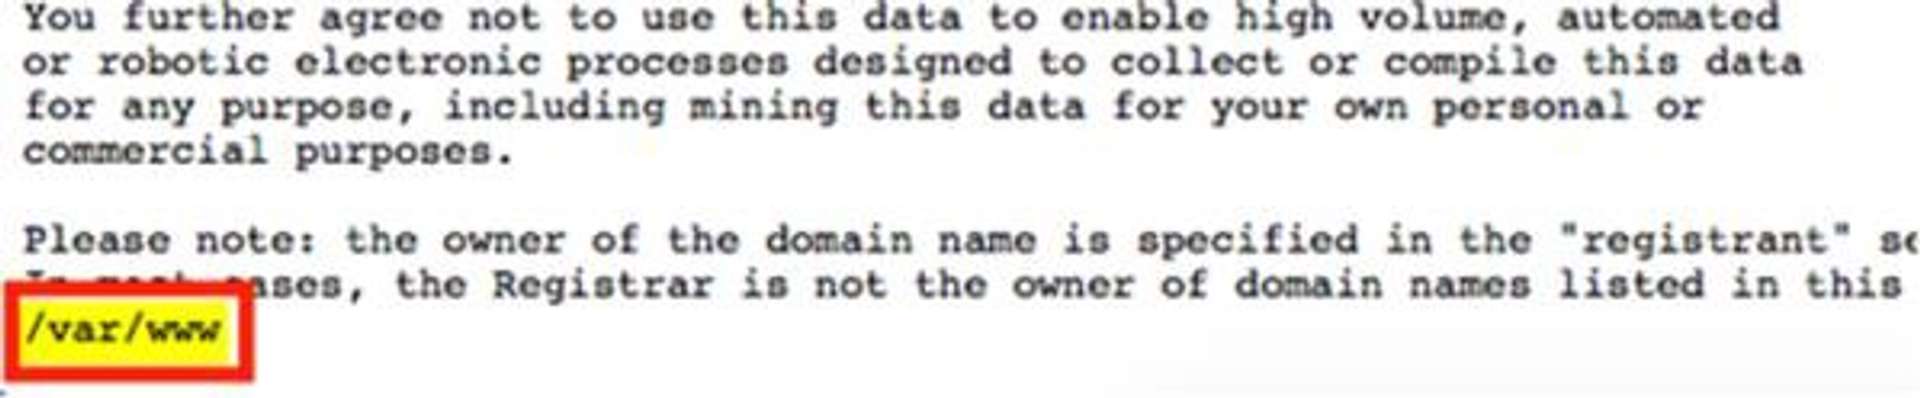 You further agree not to use this data to enable high volume, automated
or robotic electronic processes designed to collect or compile this data
for any purpose, including mining this data for your own personal or
commercial purposes.
Please note: the owner of the domain name is specified in the "registrant"
In most cases, the Registrar is not the owner of domain names listed in this
/var/www